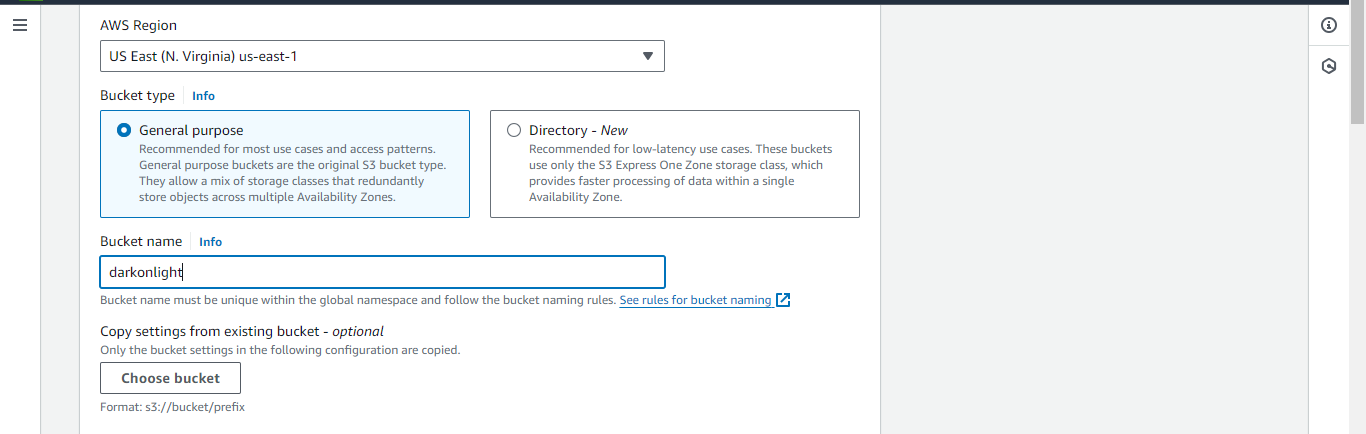 AWS Region
US East (N. Virginia) us-east-1
Bucket type Info
General purpose
Recommended for most use cases and access patterns.
General purpose buckets are the original S3 bucket type.
They allow a mix of storage classes that redundantly
store objects across multiple Availability Zones.
Directory - New
Recommended for low-latency use cases. These buckets
use only the S3 Express One Zone storage class, which
provides faster processing of data within a single
Availability Zone.
Bucket name Info
darkonlight
Bucket name must be unique within the global namespace and follow the bucket naming rules. See rules for bucket naming
Copy settings from existing bucket - optional
Only the bucket settings in the following configuration are copied.
Choose bucket
Format: s3://bucket/prefix